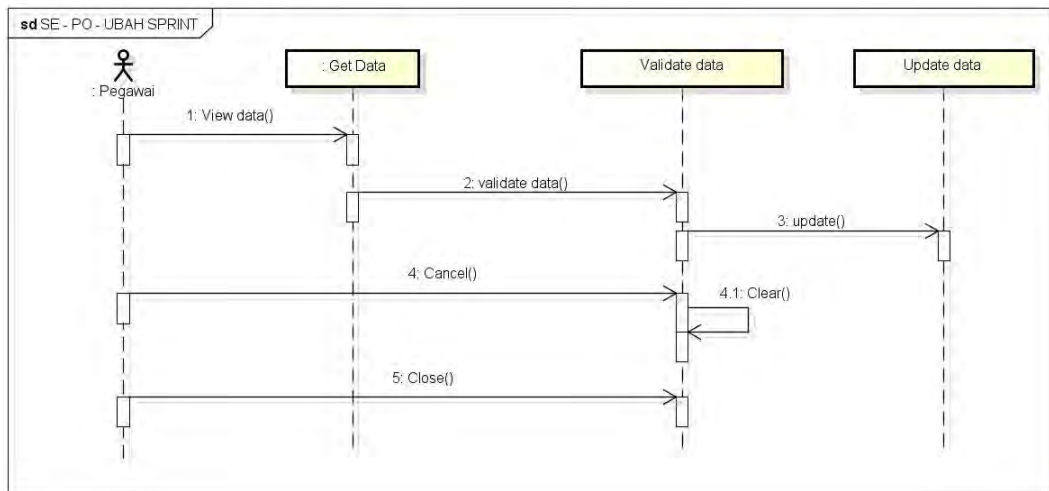 sd SE - PO - UBAH SPRINT
: Pegawai
: Get Data
Validate data
Update data
1: View data()
2: validate data()
3: update()
4: Cancel()
4.1: Clear()
5: Close()